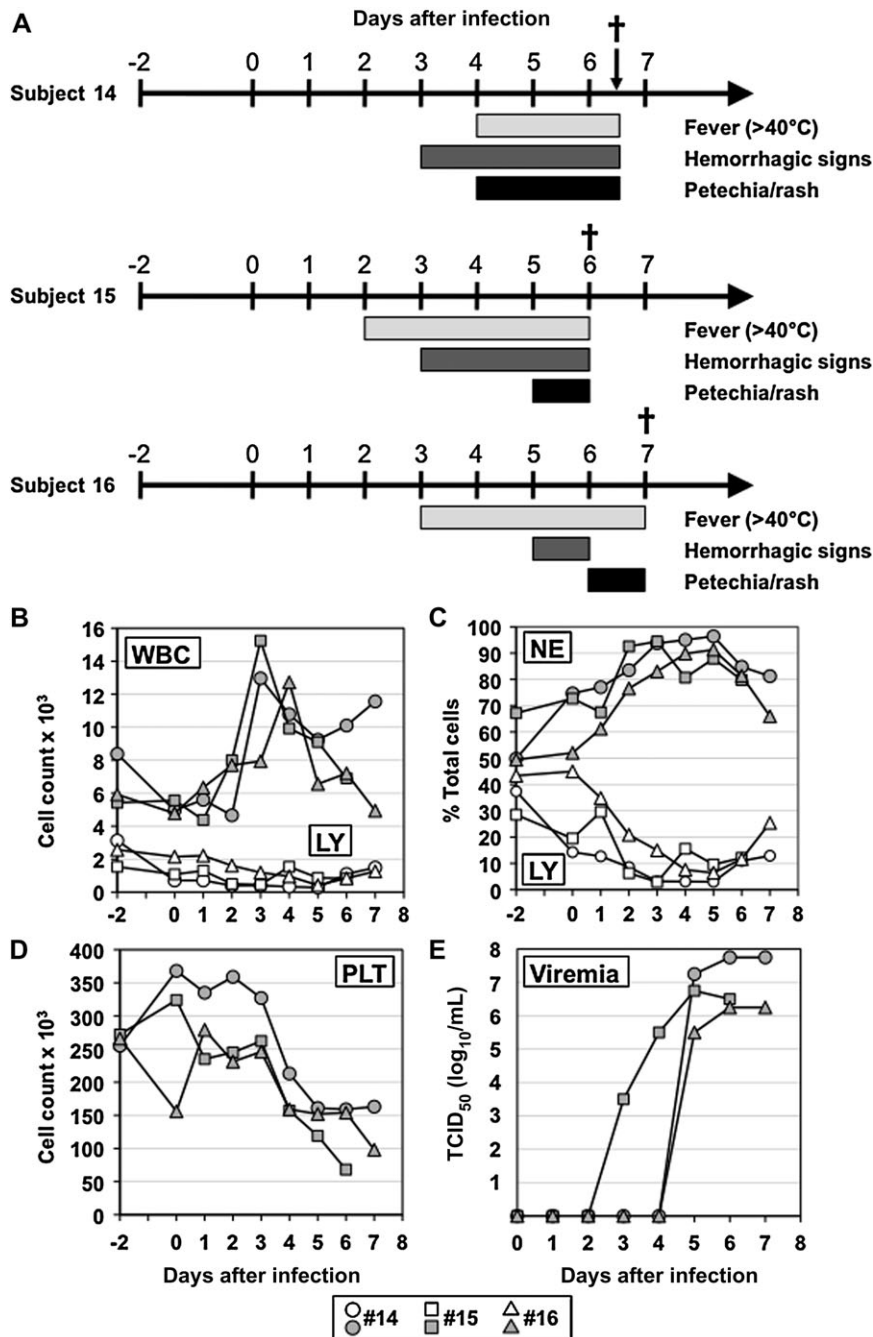 A
Days after infection
†
-2 0 1 2 3 4 5 6 7
Subject 14
Fever (>40°C)
Hemorrhagic signs
Petechia/rash
†
-2 0 1 2 3 4 5 6 7
Subject 15
Fever (>40°C)
Hemorrhagic signs
Petechia/rash
†
-2 0 1 2 3 4 5 6 7
Subject 16
Fever (>40°C)
Hemorrhagic signs
Petechia/rash
B
WBC
LY
Cell count x 10³
16
14
12
10
8
6
4
2
0
-2 0 1 2 3 4 5 6 7 8
C
NE
LY
% Total cells
100
90
80
70
60
50
40
30
20
10
0
-2 0 1 2 3 4 5 6 7 8
D
PLT
Cell count x 10³
400
350
300
250
200
150
100
50
0
-2 0 1 2 3 4 5 6 7 8
Days after infection
E
Viremia
TCID₅₀ (log₁₀/mL)
8
7
6
5
4
3
2
1
0 1 2 3 4 5 6 7 8
Days after infection
#14 #15 #16